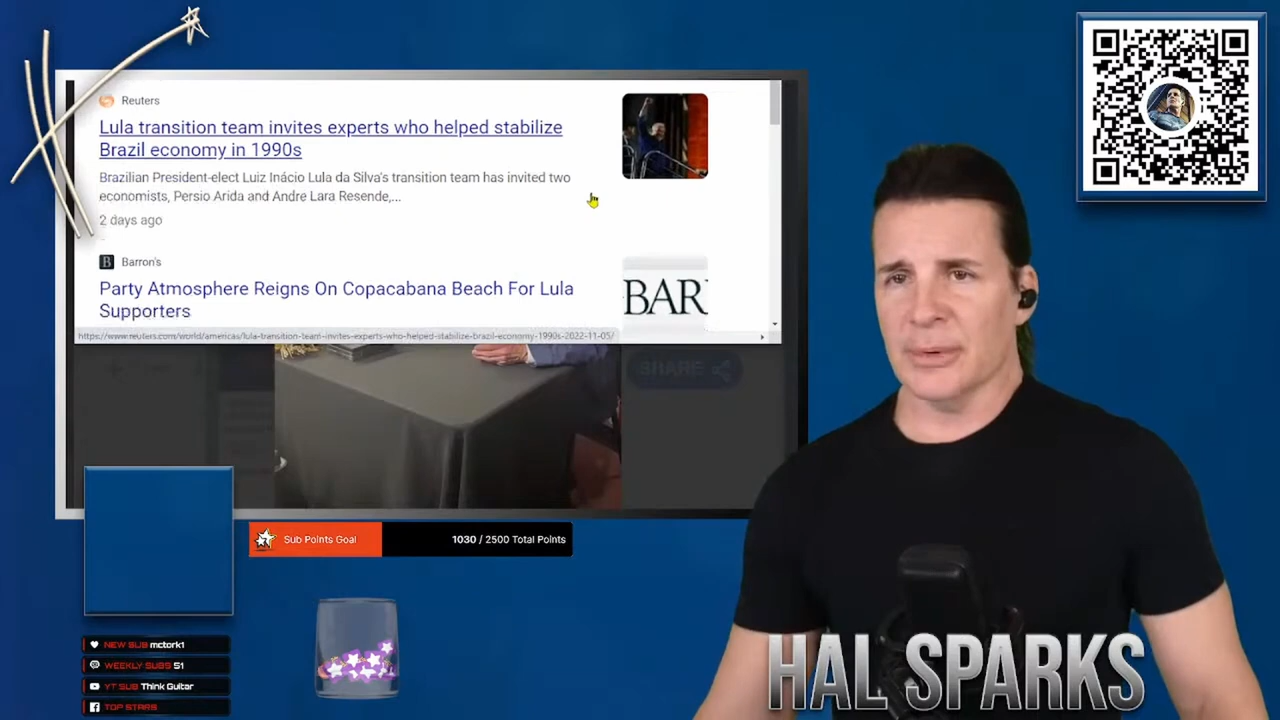 Reuters
Lula transition team invites experts who helped stabilize
Brazil economy in 1990s
Brazilian President-elect Luiz Inácio Lula da Silva's transition team has invited two
economists, Persio Arida and Andre Lara Resende,...
2 days ago
B Barron's
Party Atmosphere Reigns On Copacabana Beach For Lula
Supporters
BAR
https://www.reuters.com/world/americas/lula-transition-team-invites-experts-who-helped-stabilize-brazil-economy-1990s-2022-11-05/
SHARE
Sub Points Goal 1030 / 2500 Total Points
NEW SUB mctork1
WEEKLY SUBS 51
YT SUB Think Guitar
TOP STARS
HAL SPARKS